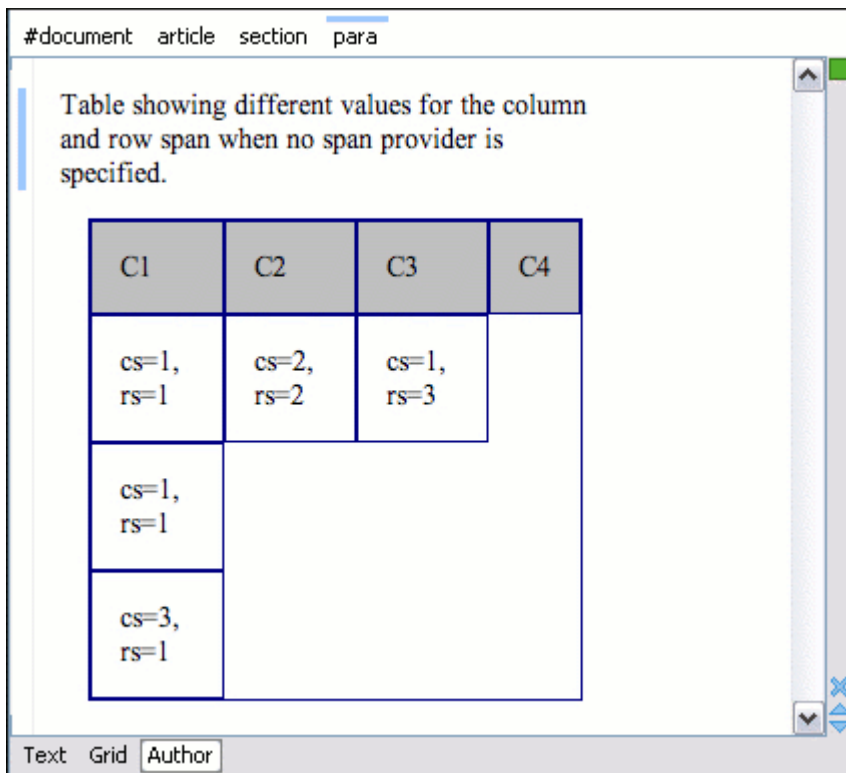 #document article section para
Table showing different values for the column
and row span when no span provider is
specified.
C1 C2 C3 C4
cs=1, cs=2, cs=1,
rs=1 rs=2 rs=3
cs=1,
rs=1
cs=3,
rs=1
Text Grid Author